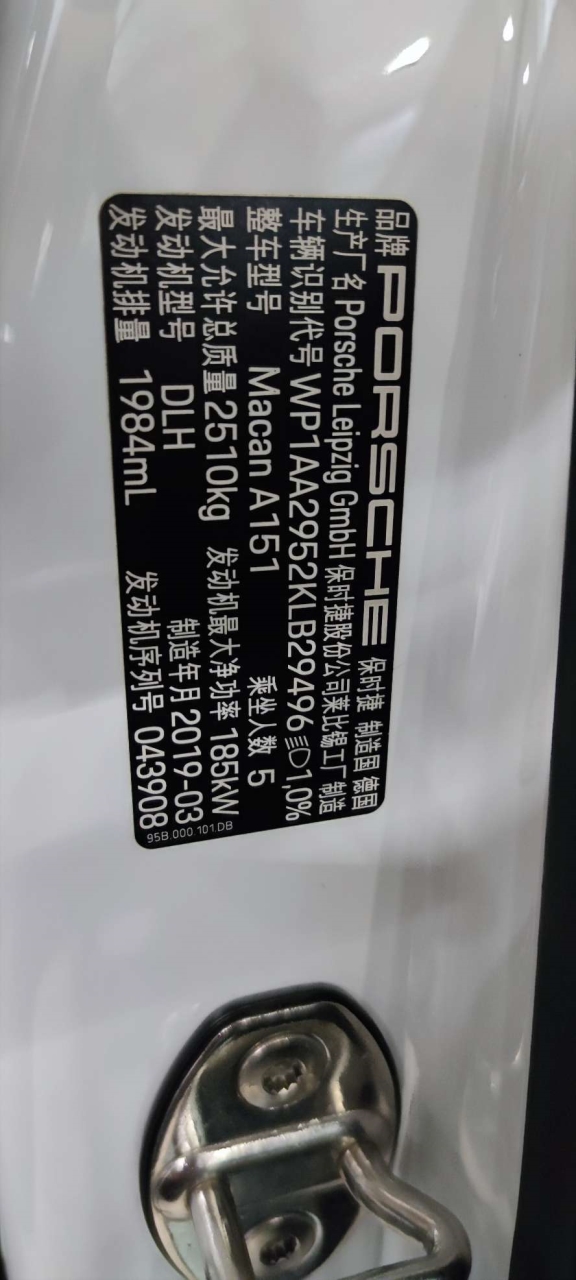 品牌 PORSCHE 保时捷 制造国 德国
生产厂名 Porsche Leipzig GmbH 保时捷股份公司莱比锡工厂制造
车辆识别代号 WP1AA2952KLB29496 1,0%
整车型号 Macan A151 乘坐人数 5
最大允许总质量 2510kg 发动机最大净功率 185kW
发动机型号 DLH 制造年月 2019-03
发动机排量 1984mL 发动机序列号 043908
95B.000.101.DB